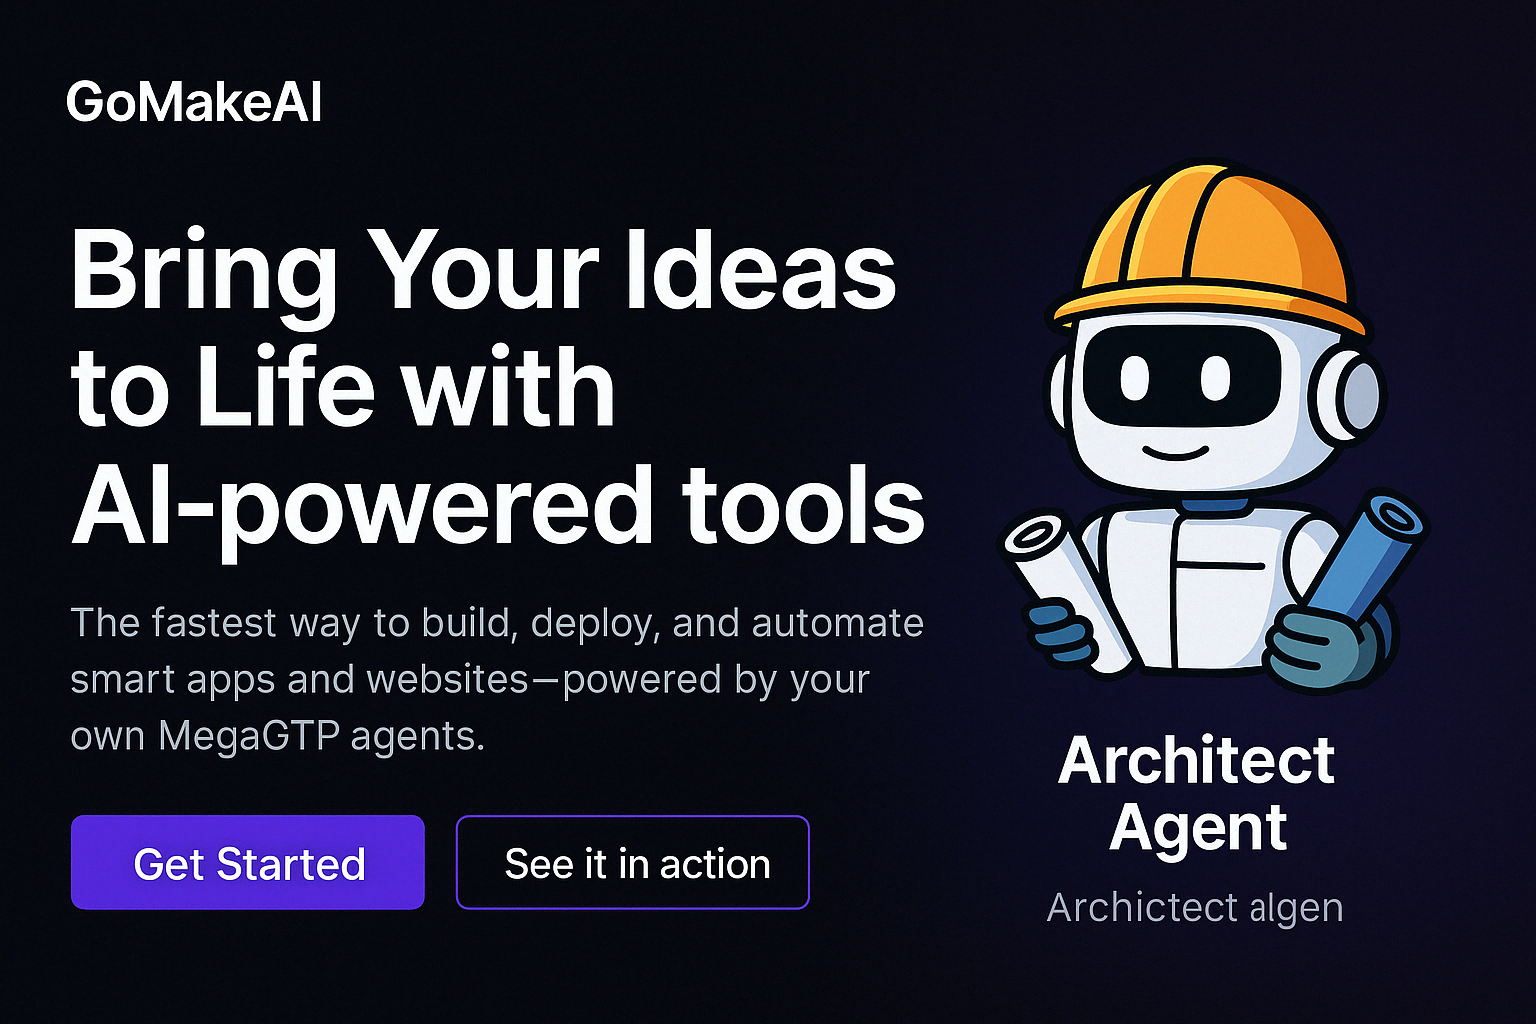 GoMakeAI
Bring Your Ideas
to Life with
AI-powered tools
The fastest way to build, deploy, and automate
smart apps and websites—powered by your
own MegaGTP agents.
Get Started
See it in action
Architect
Agent
Archictect algen